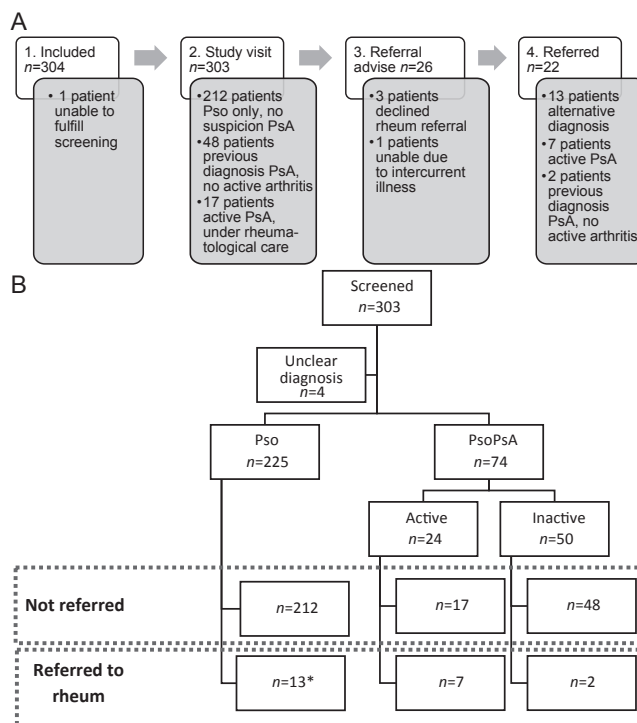 A
1. Included
n=304
• 1 patient
unable to
fulfill
screening
2. Study visit
n=303
•212 patients
Pso only, no
suspicion PsA
•48 patients
previous
diagnosis PsA,
no active arthritis
•17 patients
active PsA,
under rheuma-
tological care
3. Referral
advise n=26
•3 patients
declined
rheum referral
•1 patients
unable due
to intercurrent
illness
4. Referred
n=22
•13 patients
alternative
diagnosis
•7 patients
active PsA
•2 patients
previous
diagnosis
PsA, no
active arthritis
B
Screened
n=303
Unclear
diagnosis
n=4
Pso
n=225
PsoPsA
n=74
Active
n=24
Inactive
n=50
Not referred
n=212
n=17
n=48
Referred to
rheum
n=13*
n=7
n=2